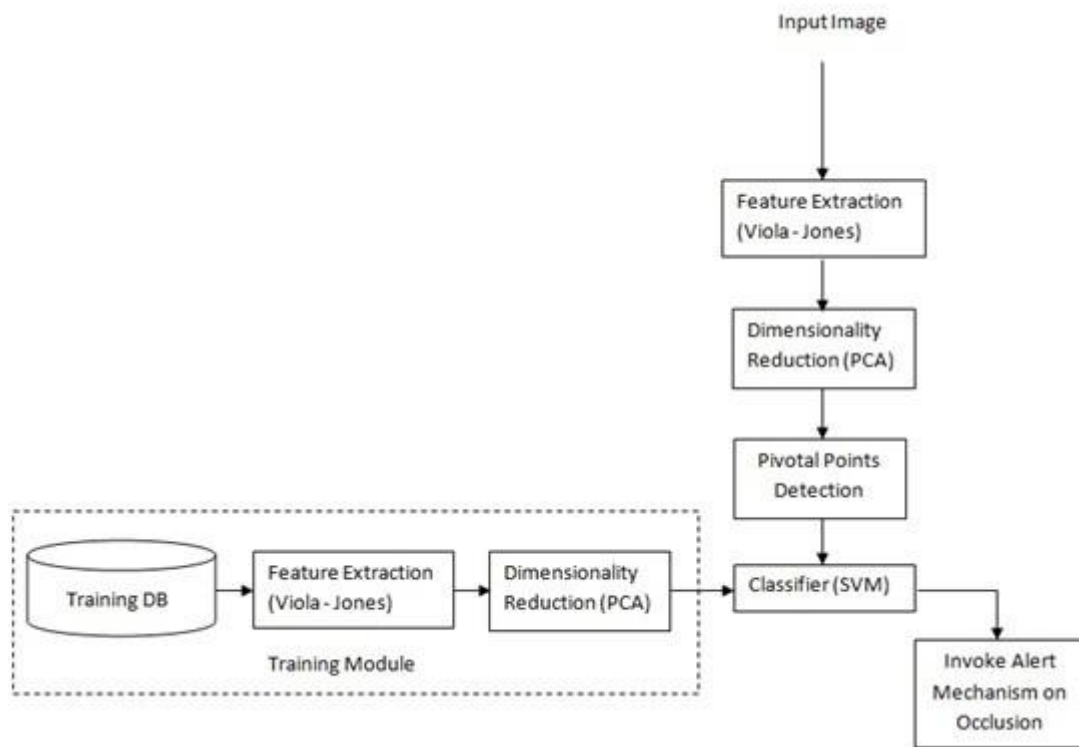 Input Image
Feature Extraction
(Viola - Jones)
Dimensionality
Reduction (PCA)
Pivotal Points
Detection
Training DB
Feature Extraction
(Viola - Jones)
Dimensionality
Reduction (PCA)
Training Module
Classifier (SVM)
Invoke Alert
Mechanism on
Occlusion